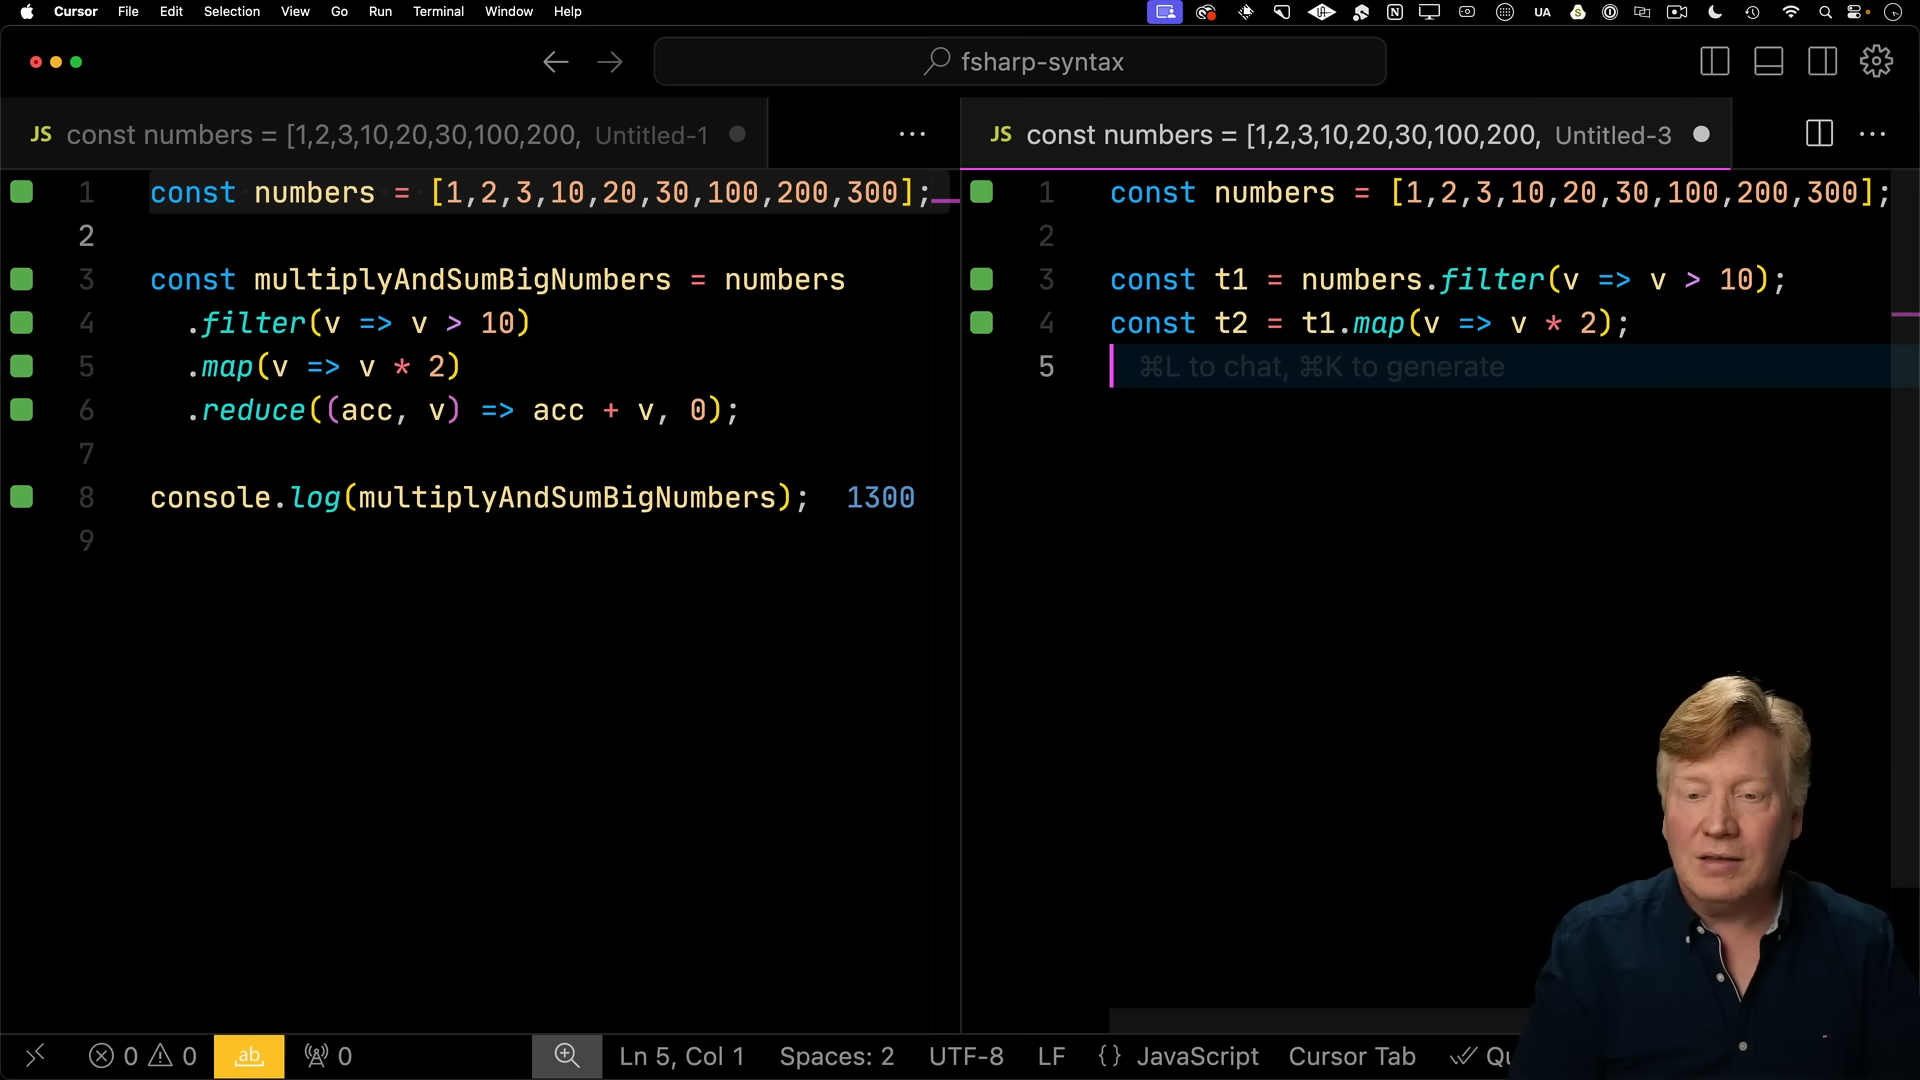 Cursor File Edit Selection View Go Run Terminal Window Help UA
fsharp-syntax
JS const numbers = [1,2,3,10,20,30,100,200, Untitled-1
1 const numbers = [1,2,3,10,20,30,100,200,300];
2
3 const multiplyAndSumBigNumbers = numbers
4 .filter(v => v > 10)
5 .map(v => v * 2)
6 .reduce((acc, v) => acc + v, 0);
7
8 console.log(multiplyAndSumBigNumbers); 1300
9
JS const numbers = [1,2,3,10,20,30,100,200, Untitled-3
1 const numbers = [1,2,3,10,20,30,100,200,300];
2
3 const t1 = numbers.filter(v => v > 10);
4 const t2 = t1.map(v => v * 2);
5 ⌘L to chat, ⌘K to generate
0 0 ab 0 Ln 5, Col 1 Spaces: 2 UTF-8 LF {} JavaScript Cursor Tab